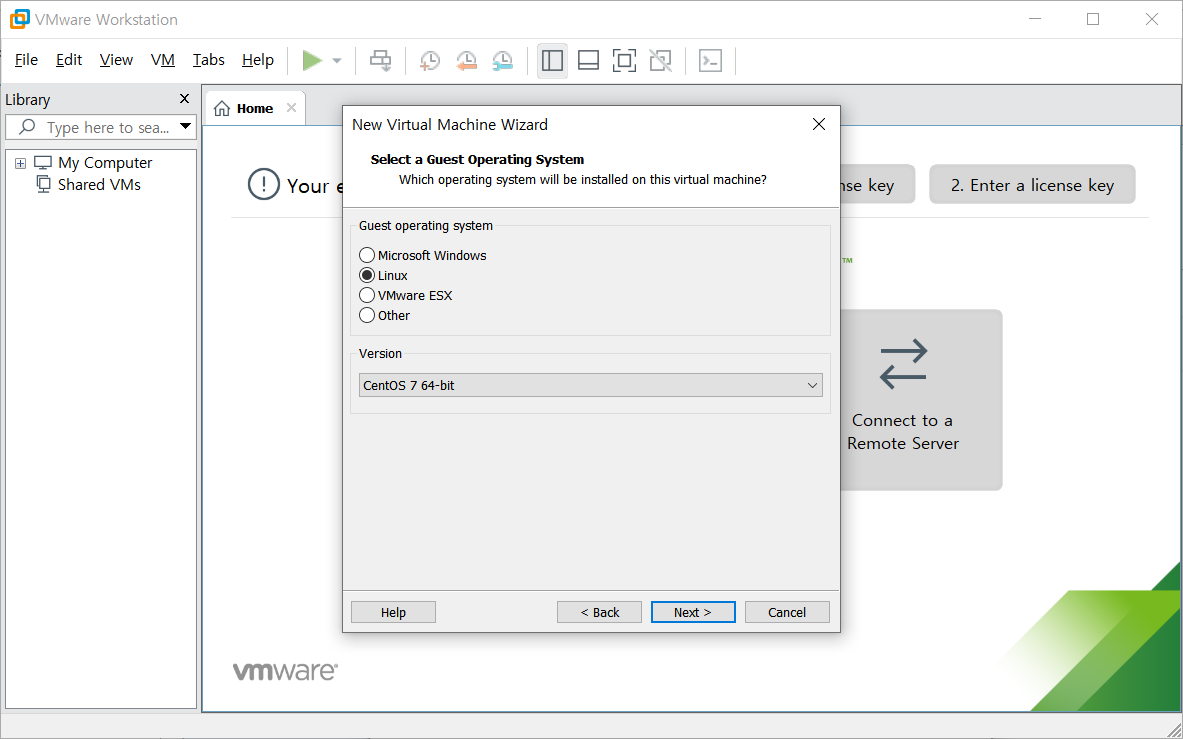 VMware Workstation
File Edit View VM Tabs Help
Library
Type here to sea...
My Computer
Shared VMs
Home
Your e
nse key
2. Enter a license key
™
Connect to a
Remote Server
New Virtual Machine Wizard
Select a Guest Operating System
Which operating system will be installed on this virtual machine?
Guest operating system
Microsoft Windows
Linux
VMware ESX
Other
Version
CentOS 7 64-bit
Help
< Back
Next >
Cancel
vmware®